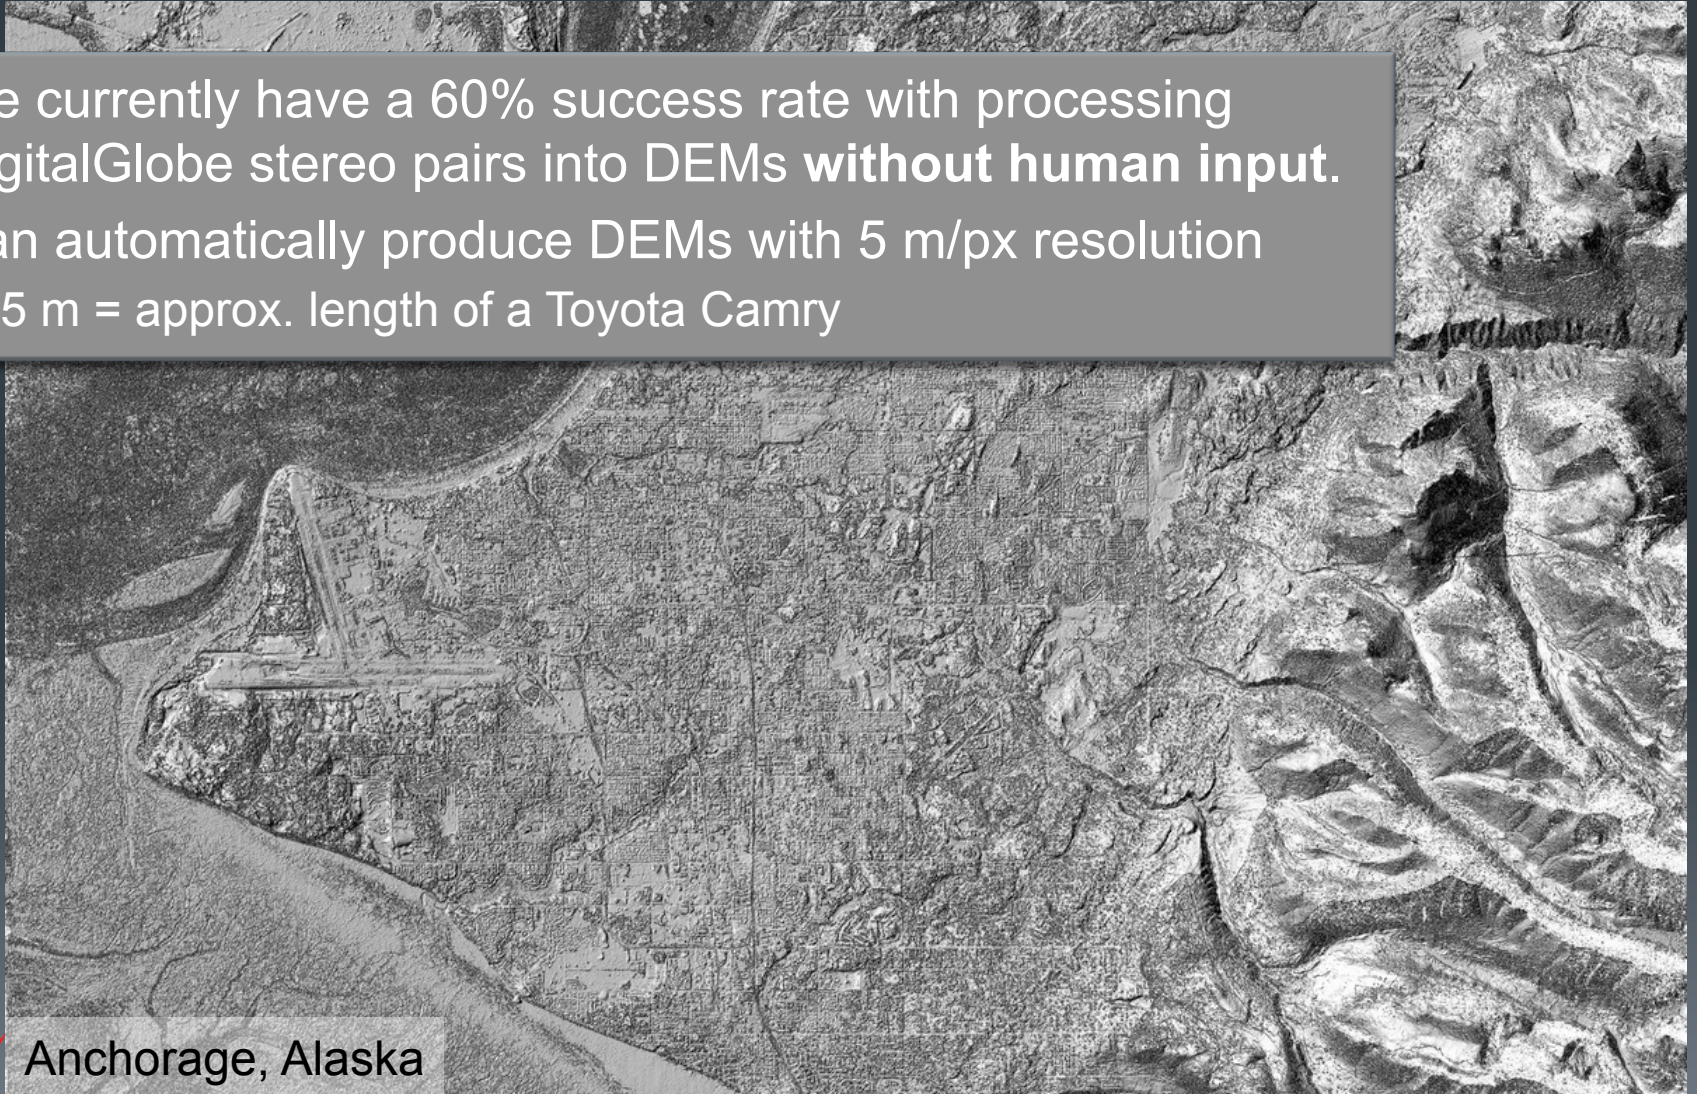 e currently have a 60% success rate with processing
gitalGlobe stereo pairs into DEMs without human input.
an automatically produce DEMs with 5 m/px resolution
5 m = approx. length of a Toyota Camry
Anchorage, Alaska